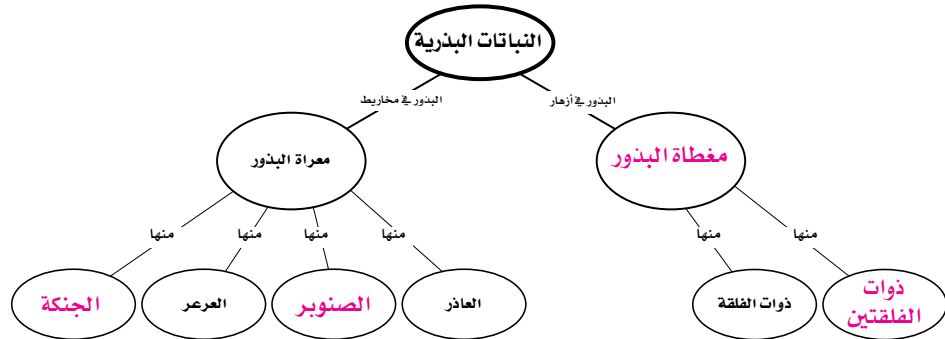 النباتات البذرية
البذور في أزهار
البذور في مخاريط
مغطاة البذور
معراة البذور
منها
منها
منها
منها
منها
منها
ذوات
الفلقتين
ذوات الفلقة
العاذر
الصنوبر
العرعر
الجنكة